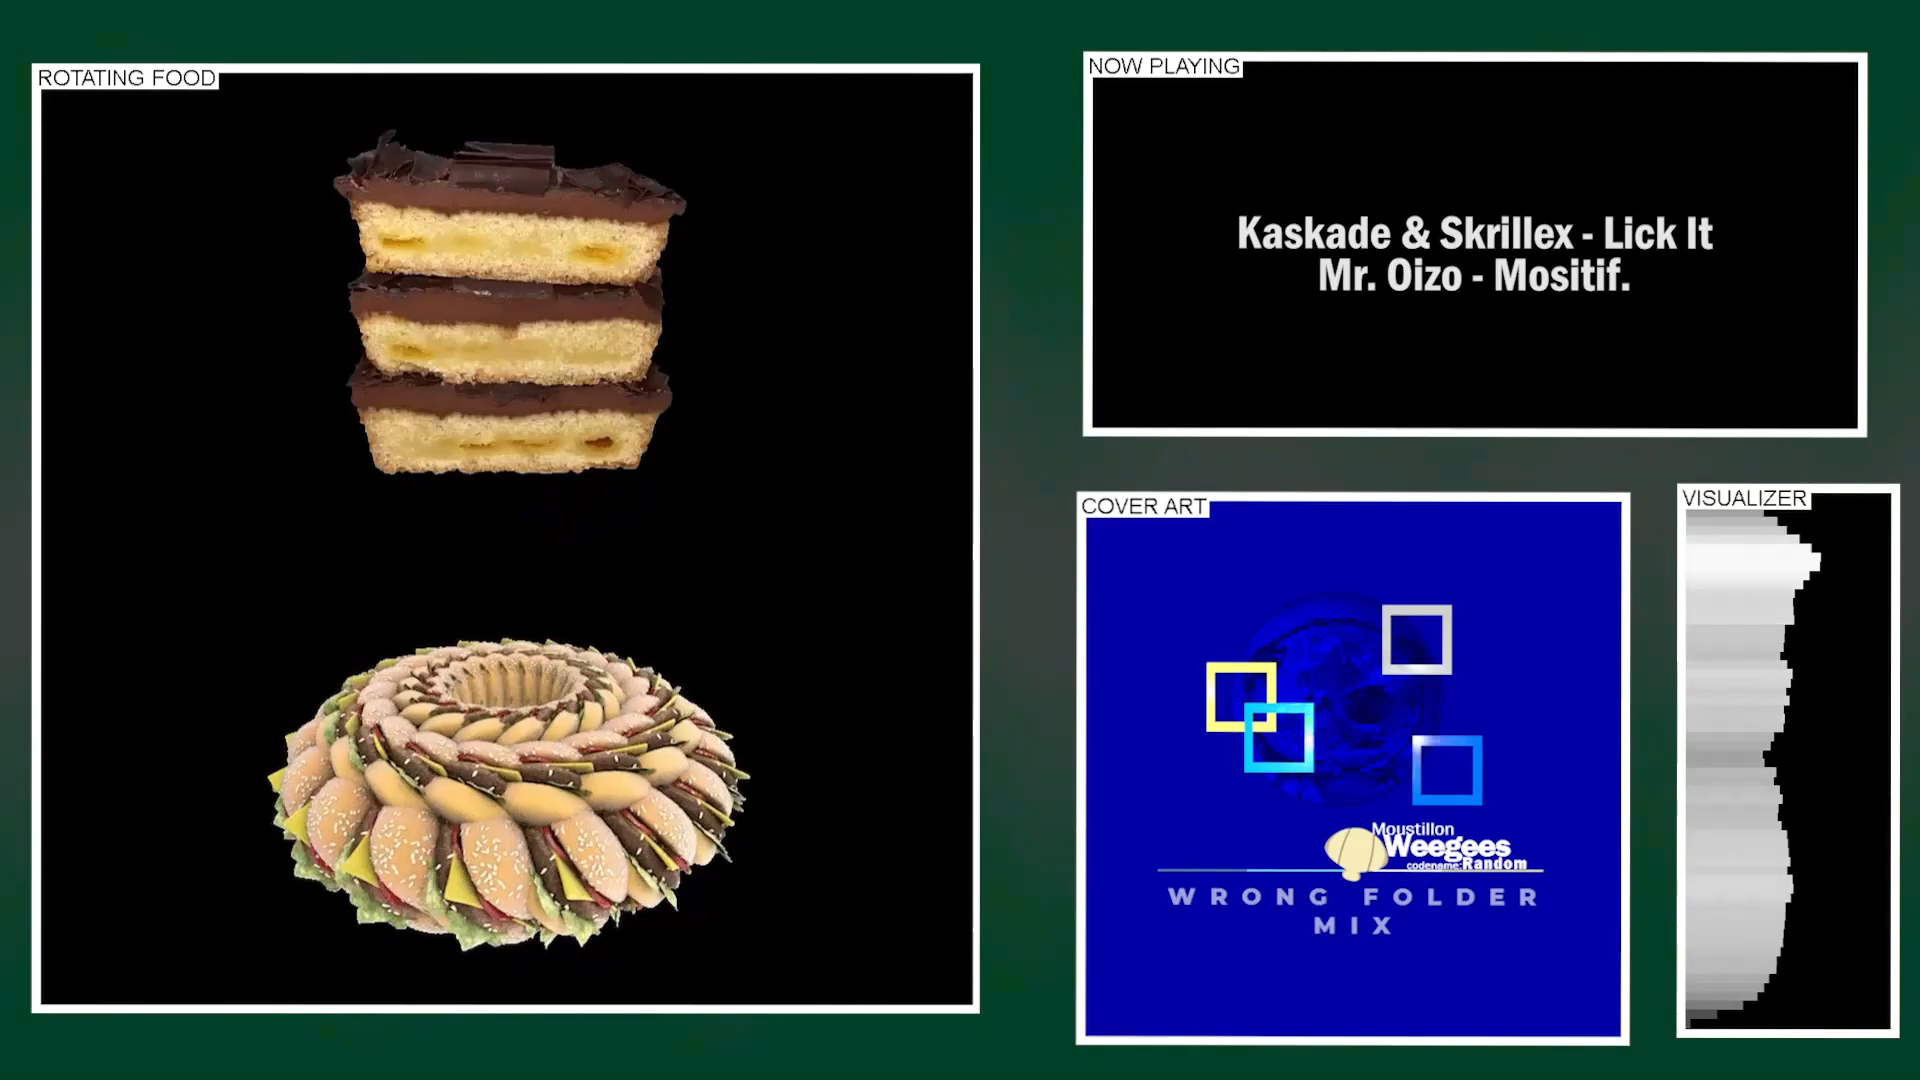 ROTATING FOOD
NOW PLAYING
Kaskade & Skrillex - Lick It
Mr. Oizo - Mositif.
COVER ART
Moustillon
Weegees
codename:Random
WRONG FOLDER
MIX
VISUALIZER